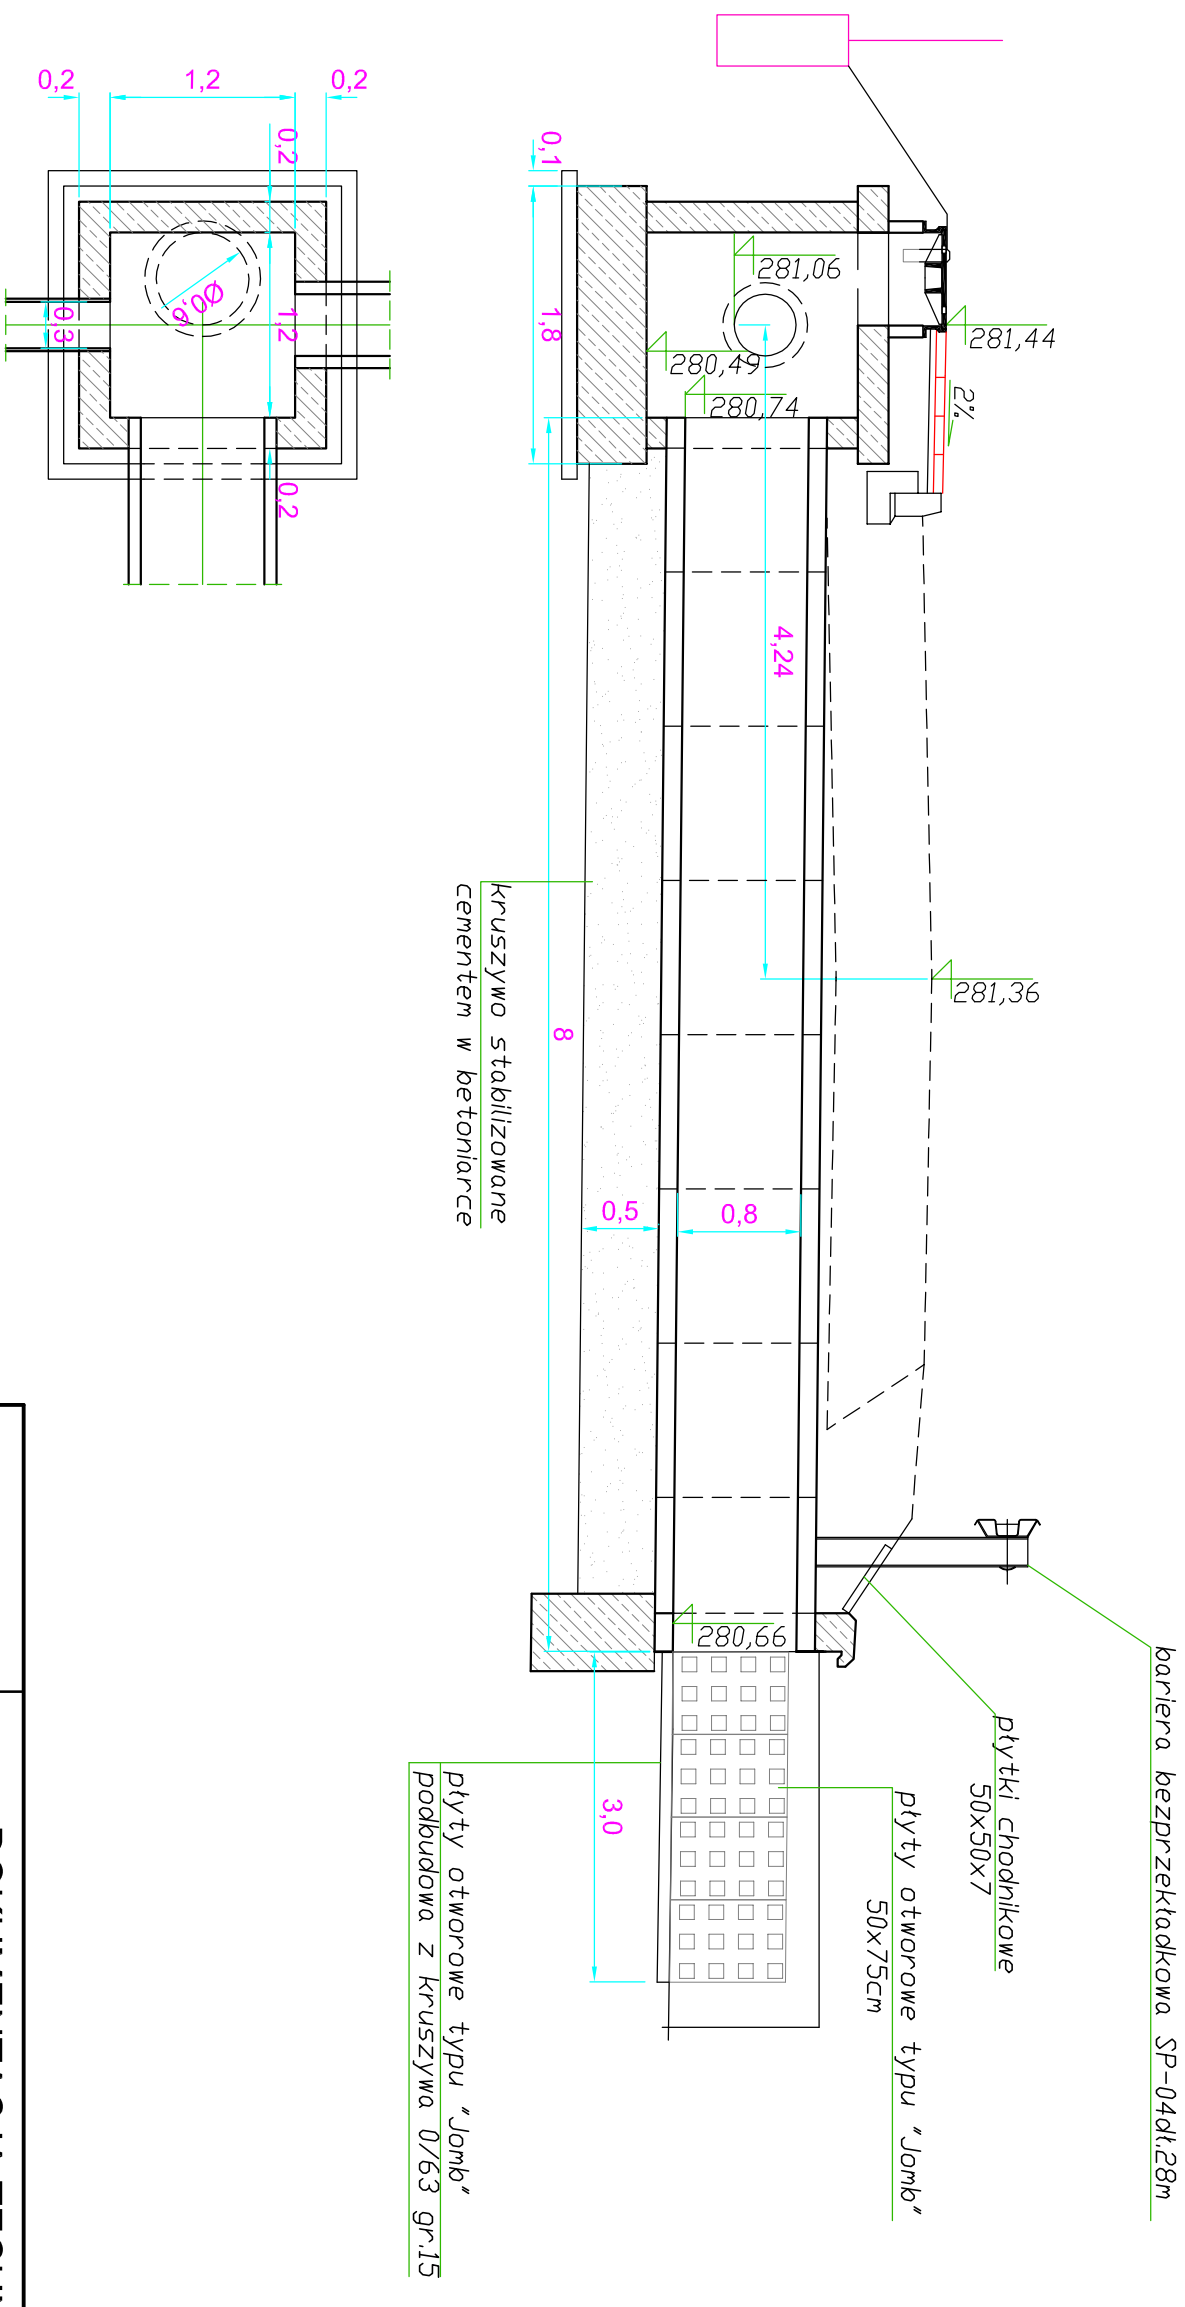 0,2
1,2
0,2
0,2
Ø0,6
1,2
0,3
0,2
0,1
1,8
281,06
280,49
280,74
281,44
2%
4,24
281,36
kruszywo stabilizowane
cementem w betoniarce
8
0,5
0,8
280,66
3,0
bariera bezprzekładkowa SP-04dł.28m
płytki chodnikowe
50x50x7
płyty otworowe typu "Jomb"
50x75cm
płyty otworowe typu "Jomb"
podbudowa z kruszywa 0/63 gr.15